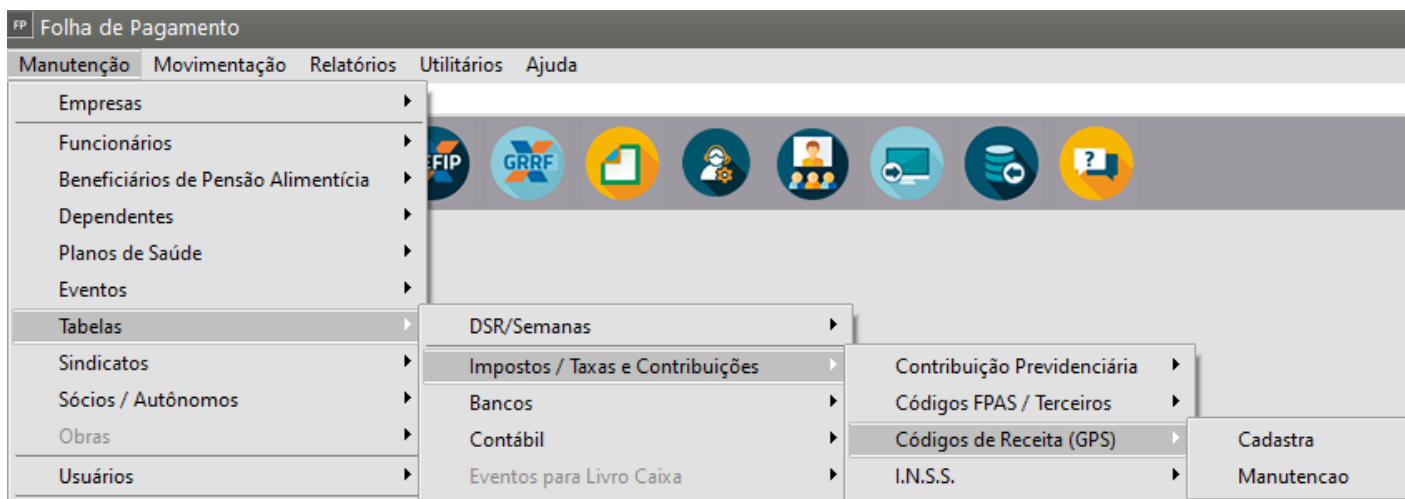 FP Folha de Pagamento
Manutenção Movimentação Relatórios Utilitários Ajuda
Empresas
Funcionários
EFIP GRRF ?
Beneficiários de Pensão Alimentícia
Dependentes
Planos de Saúde
Eventos
Tabelas DSR/Semanas
Sindicatos Impostos / Taxas e Contribuições Contribuição Previdenciária
Sócios / Autônomos Bancos Códigos FPAS / Terceiros
Obras Contábil Códigos de Receita (GPS) Cadastra
Usuários Eventos para Livro Caixa I.N.S.S. Manutencao